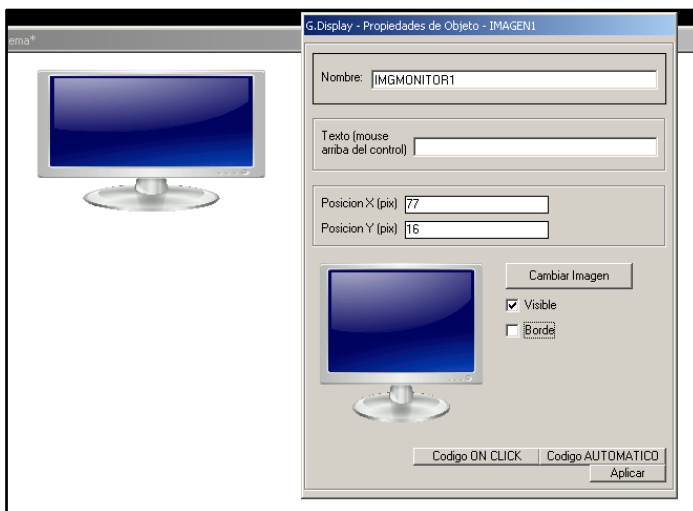 G.Display - Propiedades de Objeto - IMAGEN1
ema*
Nombre: IMGMONITOR1
Texto (mouse
arriba del control)
Posicion X (pix) 77
Posicion Y (pix) 16
Cambiar Imagen
Visible
Borde
Codigo ON CLICK Codigo AUTOMATICO
Aplicar